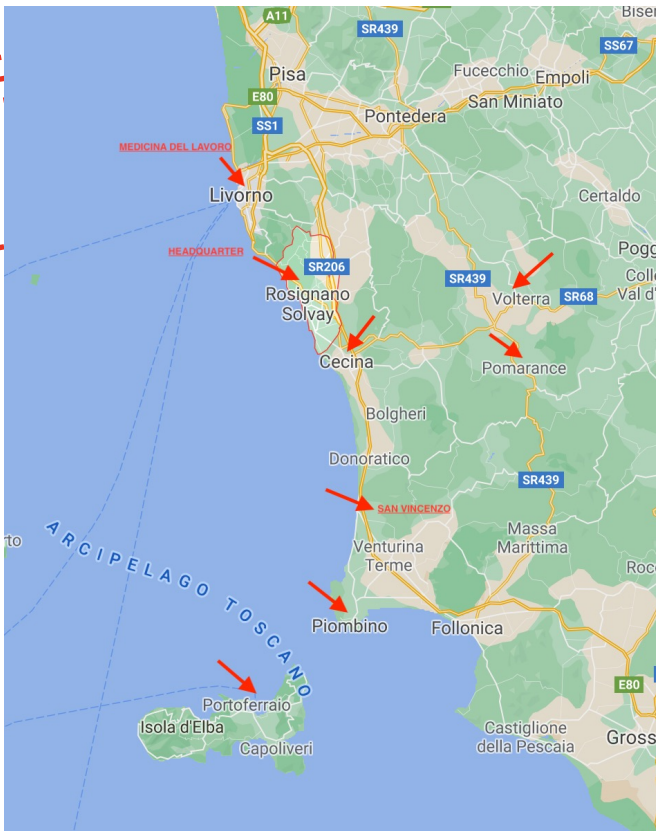 A11
SR439
Biser
SS67
Pisa
Fucecchio
Empoli
E80
San Miniato
Pontedera
SS1
MEDICINA DEL LAVORO
Livorno
Certaldo
HEADQUARTER
SR206
Pogg
SR439
Coll
Rosignano
Solvay
Volterra
SR68
Val d'
Cecina
Pomarance
Bolgheri
Donoratico
SR439
SAN VINCENZO
ARCIPELAGO TOSCANO
rto
Massa
Marittima
Venturina
Terme
Roc
Piombino
Follonica
E80
Portoferraio
Isola d'Elba
Capoliveri
Castiglione
della Pescaia
Gross